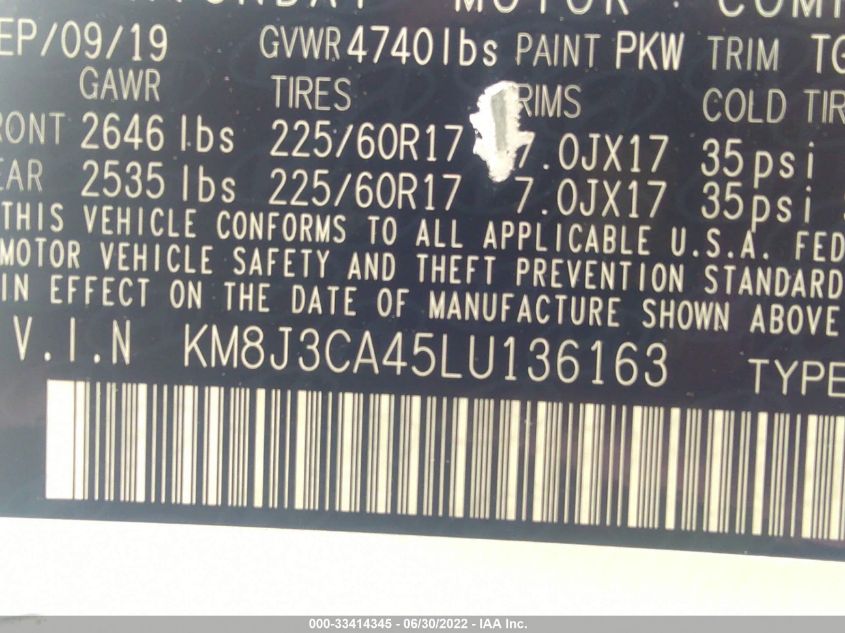 MOTOR COM
EP/09/19 GVWR 4740lbs PAINT PKW TRIM TG
GAWR TIRES RIMS COLD TIR
RONT 2646 lbs 225/60R17 7.0JX17 35psi
EAR 2535 lbs 225/60R17 7.0JX17 35psi
THIS VEHICLE CONFORMS TO ALL APPLICABLE U.S.A. FED
MOTOR VEHICLE SAFETY AND THEFT PREVENTION STANDARD
IN EFFECT ON THE DATE OF MANUFACTURE SHOWN ABOVE
V.I.N KM8J3CA45LU136163 TYPE
000-33414345 - 06/30/2022 - IAA Inc.